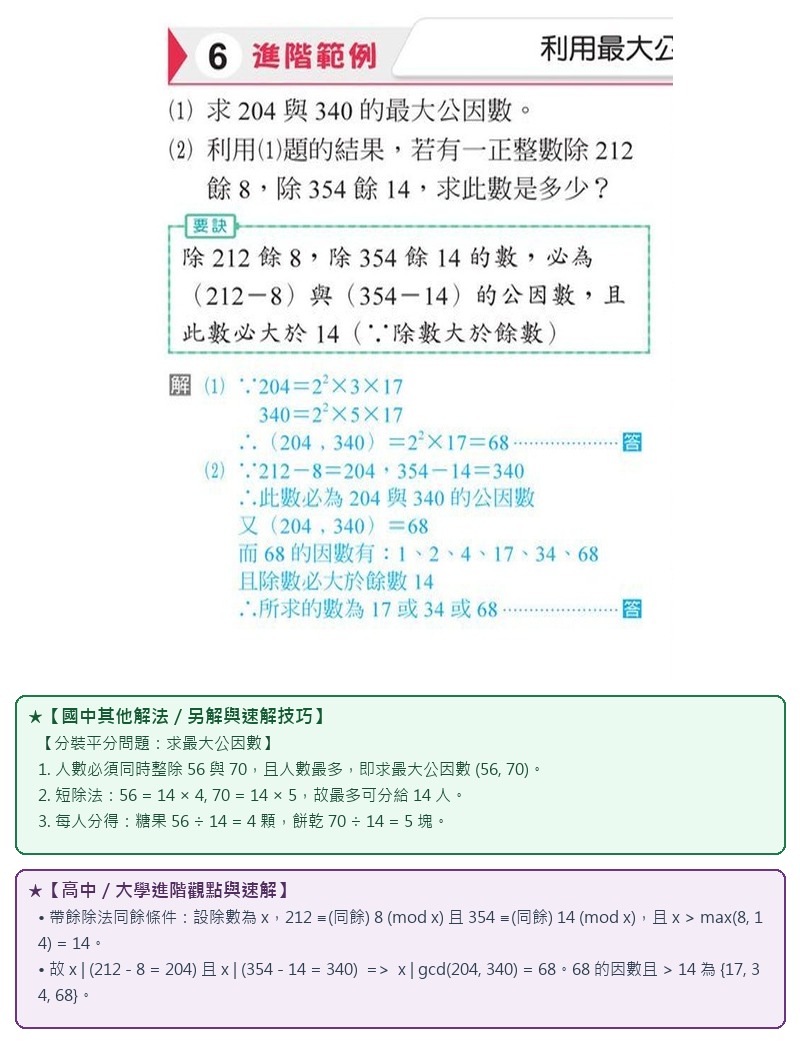 6 進階範例 利用最大公
⑴ 求 204 與 340 的最大公因數。
⑵ 利用⑴題的結果，若有一正整數除 212
餘 8，除 354 餘 14，求此數是多少？
要訣
除 212 餘 8，除 354 餘 14 的數，必為
（212－8）與（354－14）的公因數，且
此數必大於 14（∵除數大於餘數）
解 ⑴ ∵204＝2²×3×17
340＝2²×5×17
∴（204，340）＝2²×17＝68 ………………… 答
⑵ ∵212－8＝204，354－14＝340
∴此數必為 204 與 340 的公因數
又（204，340）＝68
而 68 的因數有：1、2、4、17、34、68
且除數必大於餘數 14
∴所求的數為 17 或 34 或 68 ………………… 答
★【國中其他解法 / 另解與速解技巧】
【分裝平分問題：求最大公因數】
1. 人數必須同時整除 56 與 70，且人數最多，即求最大公因數 (56, 70)。
2. 短除法：56 = 14 × 4, 70 = 14 × 5，故最多可分給 14 人。
3. 每人分得：糖果 56 ÷ 14 = 4 顆，餅乾 70 ÷ 14 = 5 塊。
★【高中 / 大學進階觀點與速解】
• 帶餘除法同餘條件：設除數為 x，212 ≡(同餘) 8 (mod x) 且 354 ≡(同餘) 14 (mod x)，且 x > max(8, 1
4) = 14。
• 故 x | (212 - 8 = 204) 且 x | (354 - 14 = 340) => x | gcd(204, 340) = 68。68 的因數且 > 14 為 {17, 3
4, 68}。